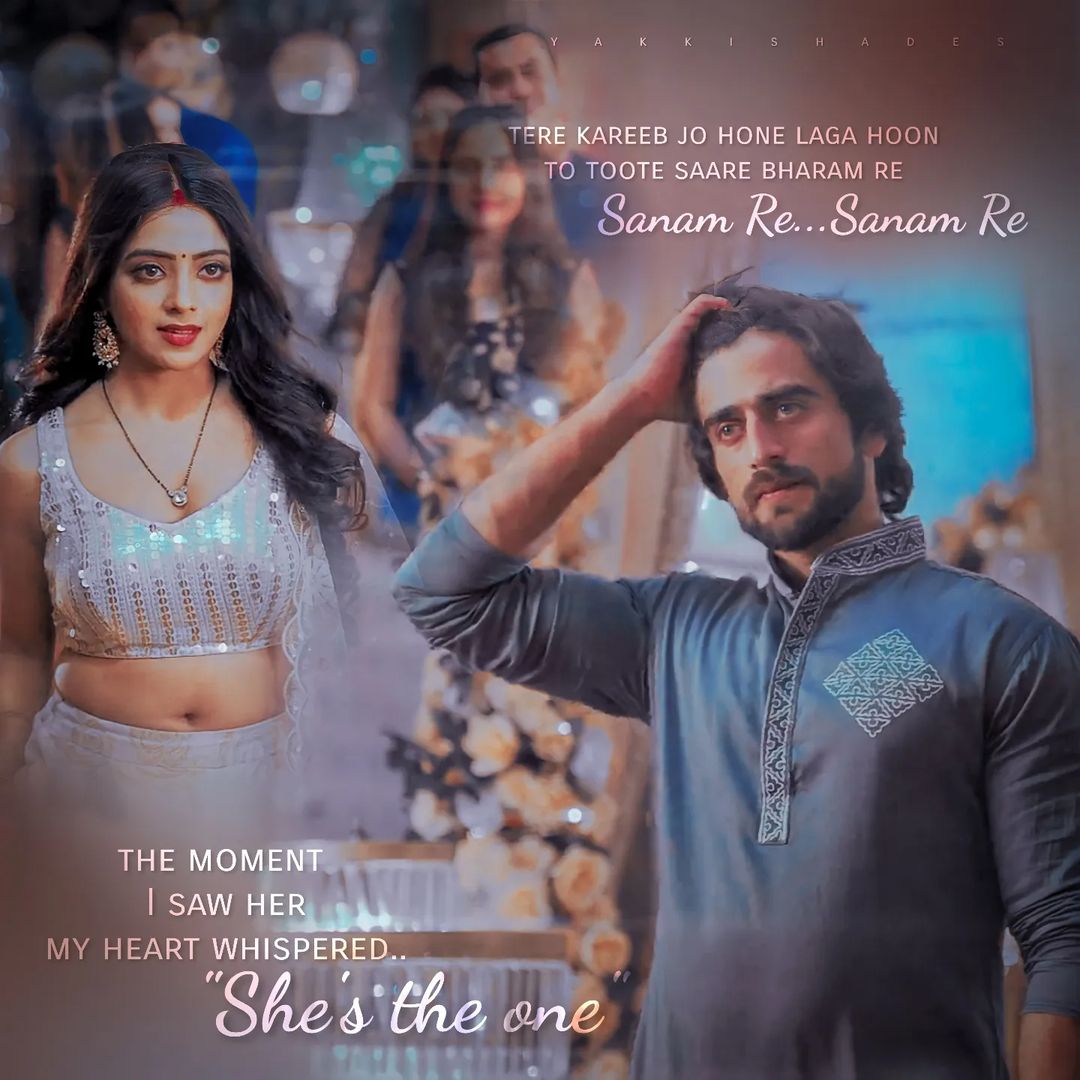 YAKKISHADES
TERE KAREEB JO HONE LAGA HOON
TO TOOTE SAARE BHARAM RE
Sanam Re...Sanam Re
THE MOMENT
I SAW HER
MY HEART WHISPERED..
"She's the one"